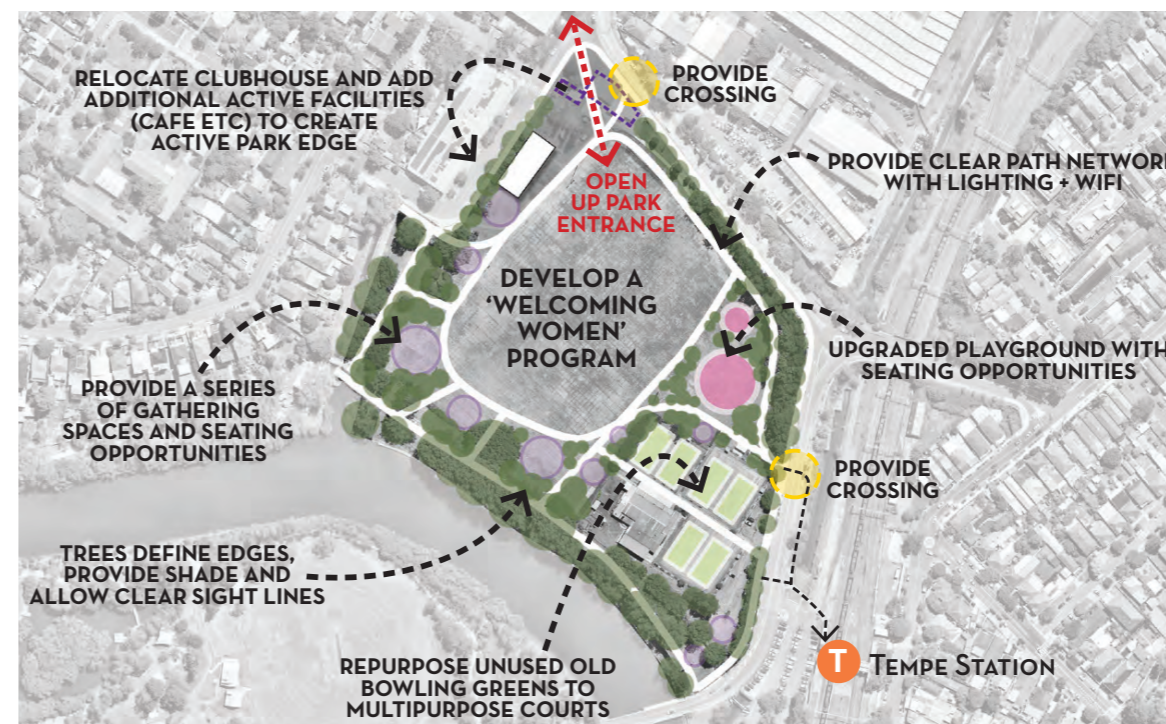 RELOCATE CLUBHOUSE AND ADD
ADDITIONAL ACTIVE FACILITIES
(CAFE ETC) TO CREATE
ACTIVE PARK EDGE
PROVIDE
CROSSING
PROVIDE CLEAR PATH NETWORK
WITH LIGHTING + WIFI
OPEN
UP PARK
ENTRANCE
DEVELOP A
‘WELCOMING
WOMEN’
PROGRAM
UPGRADED PLAYGROUND WITH
SEATING OPPORTUNITIES
PROVIDE A SERIES
OF GATHERING
SPACES AND SEATING
OPPORTUNITIES
PROVIDE
CROSSING
TREES DEFINE EDGES,
PROVIDE SHADE AND
ALLOW CLEAR SIGHT LINES
REPURPOSE UNUSED OLD
BOWLING GREENS TO
MULTIPURPOSE COURTS
T TEMPE STATION